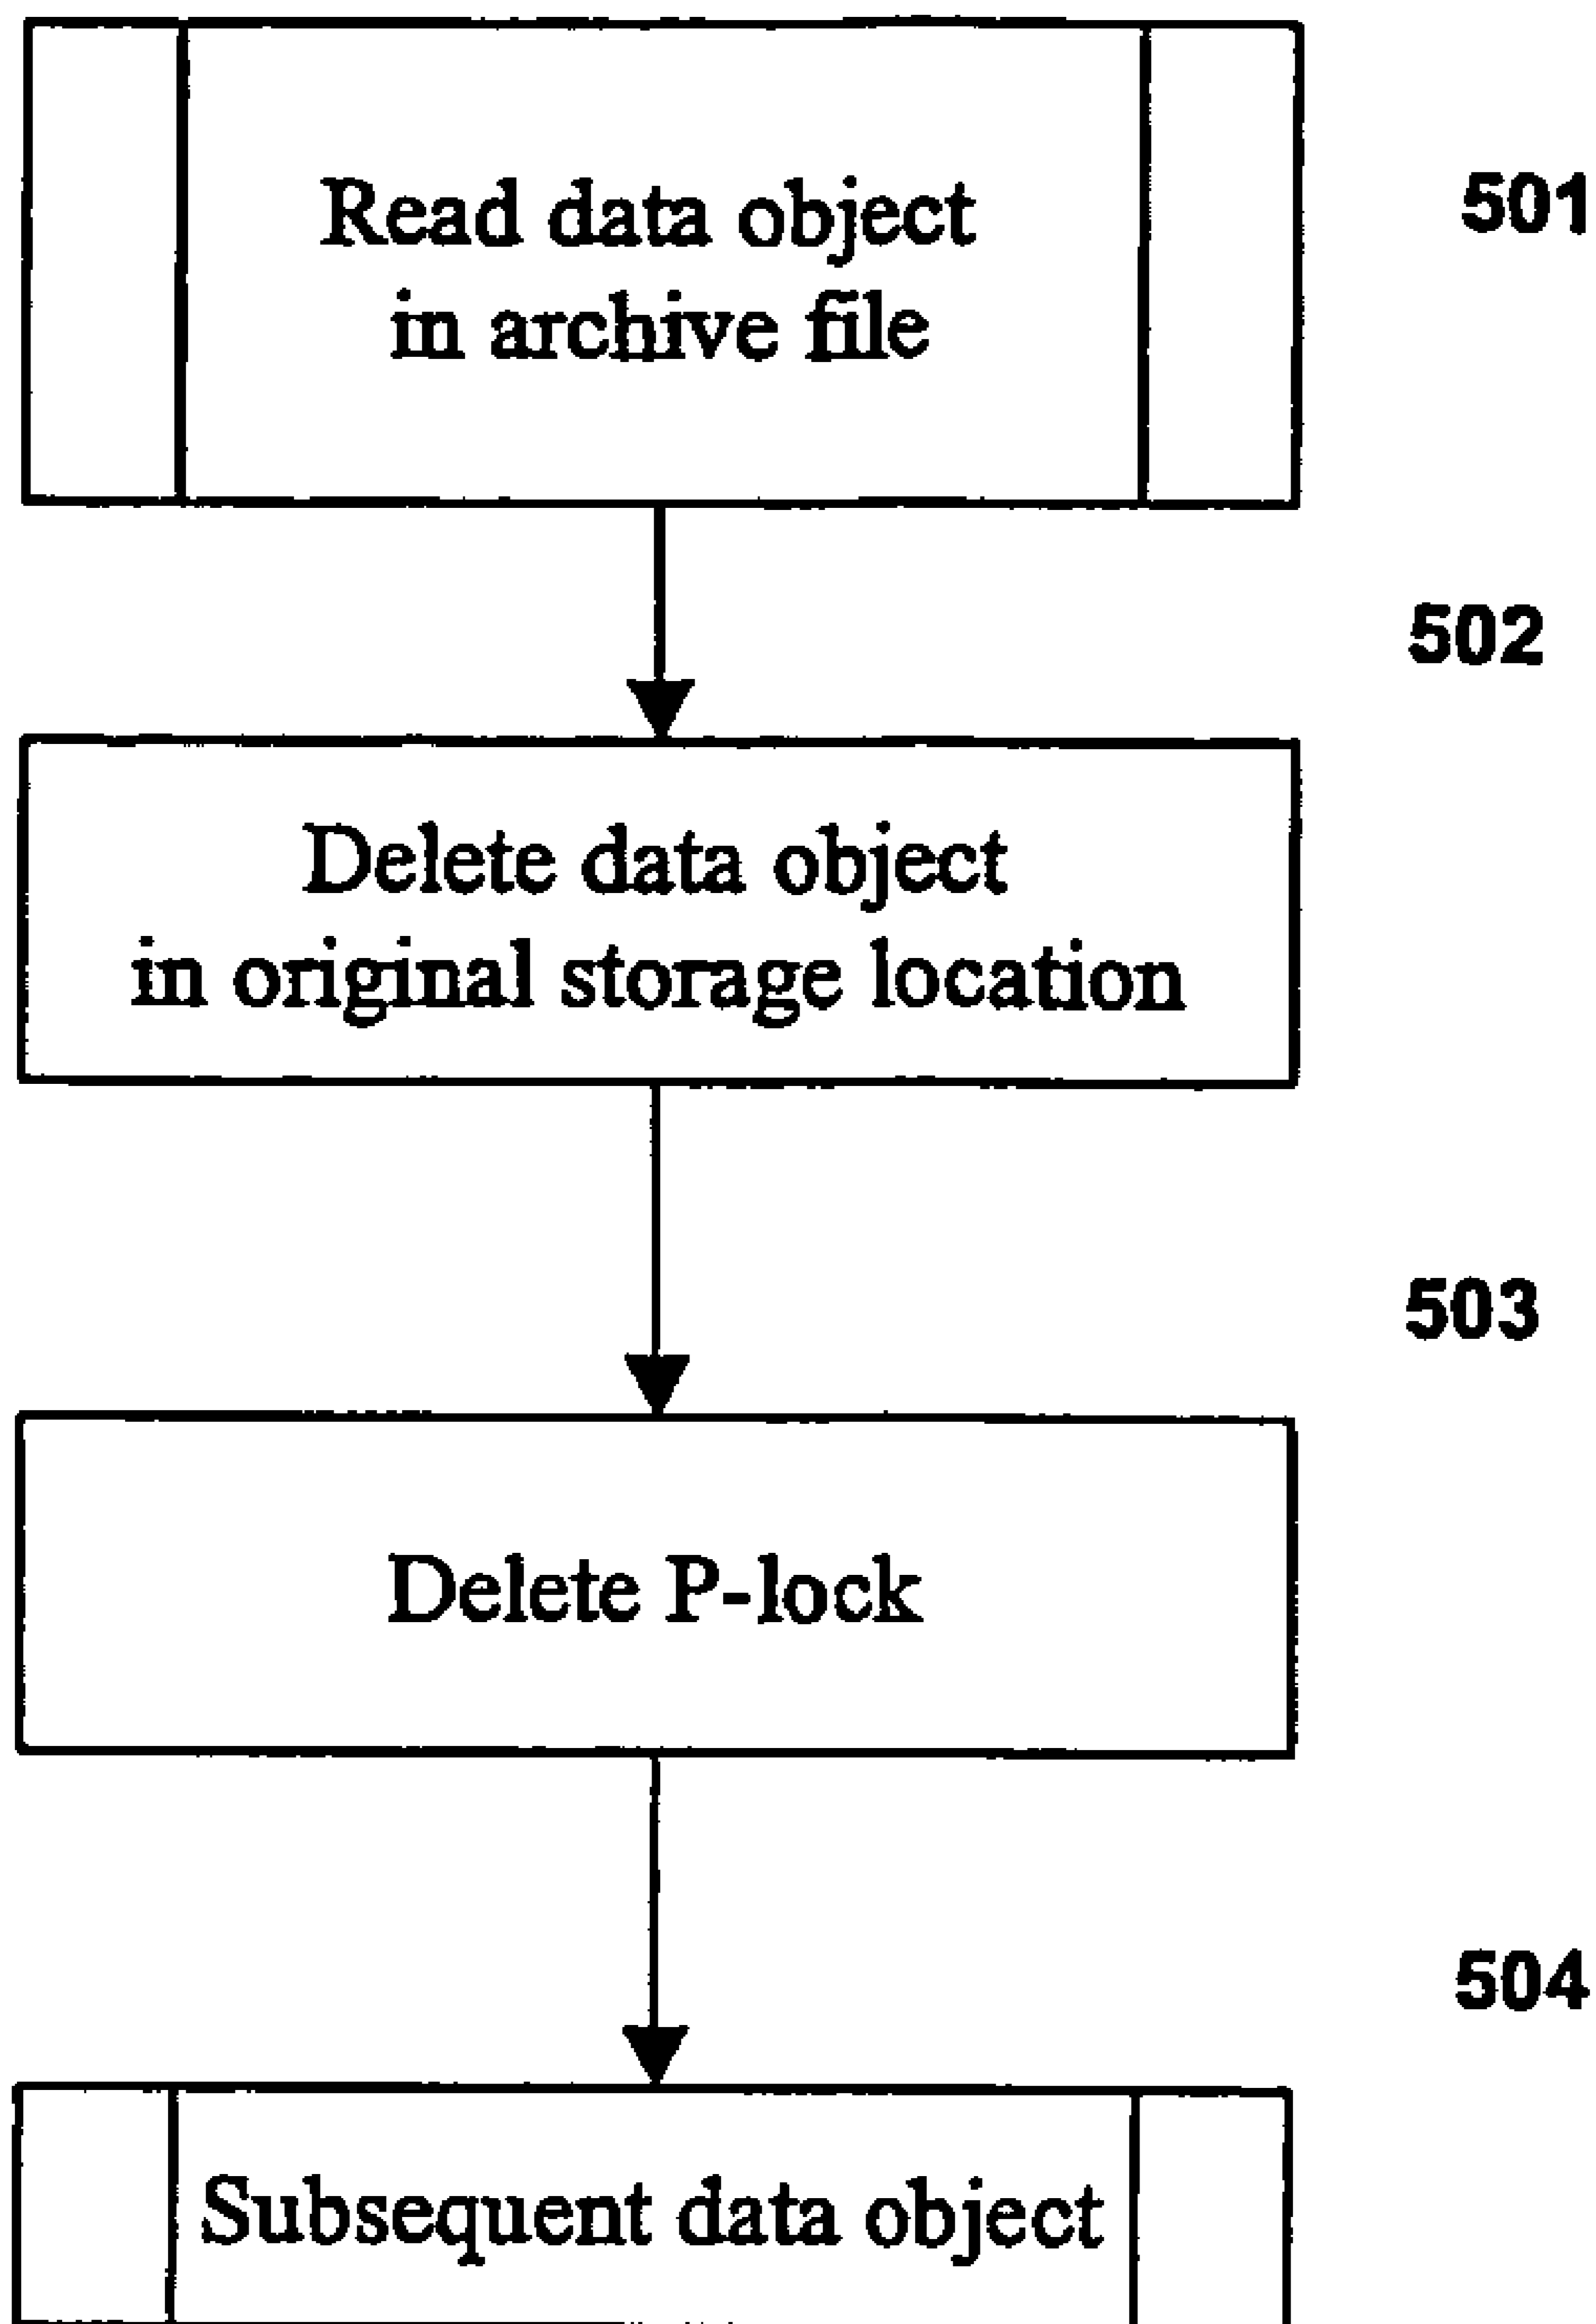 Read data object
in archive file
501
502
Delete data object
in original storage location
503
Delete P-lock
504
Subsequent data object